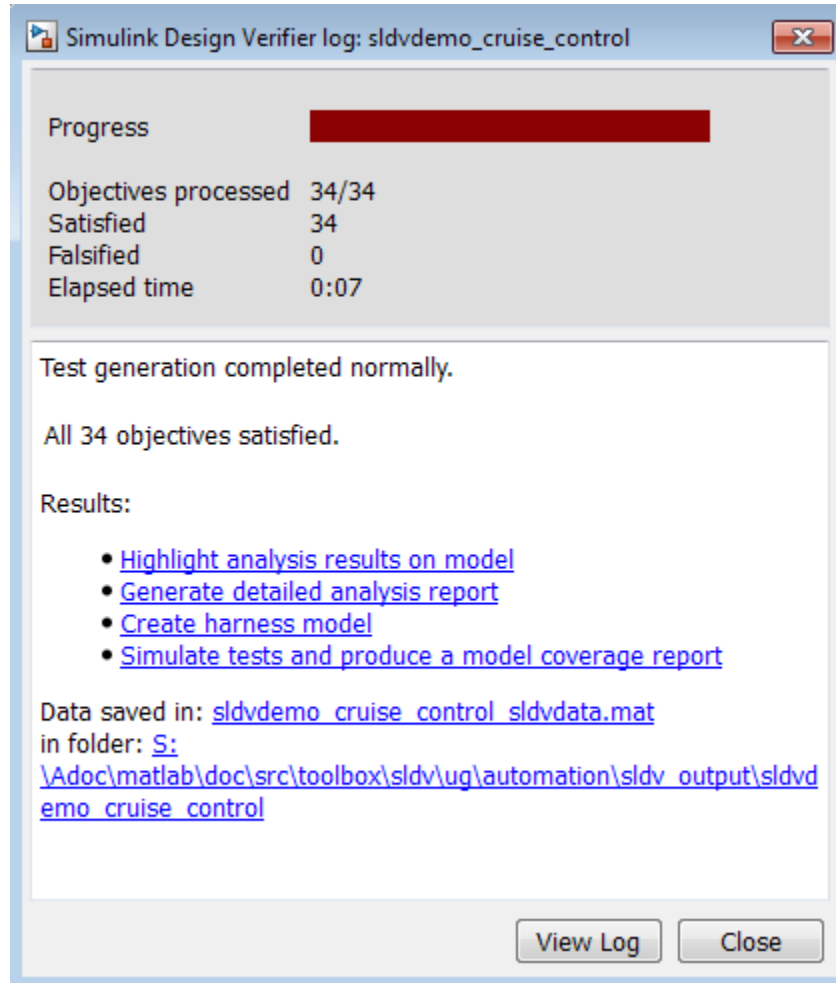 Simulink Design Verifier log: sldvdemo_cruise_control
Progress
Objectives processed 34/34
Satisfied 34
Falsified 0
Elapsed time 0:07
Test generation completed normally.
All 34 objectives satisfied.
Results:
• Highlight analysis results on model
• Generate detailed analysis report
• Create harness model
• Simulate tests and produce a model coverage report
Data saved in: sldvdemo_cruise_control_sldvdata.mat
in folder: S:
\Adoc\matlab\doc\src\toolbox\sldv\ug\automation\sldv_output\sldvd
emo_cruise_control
View Log Close